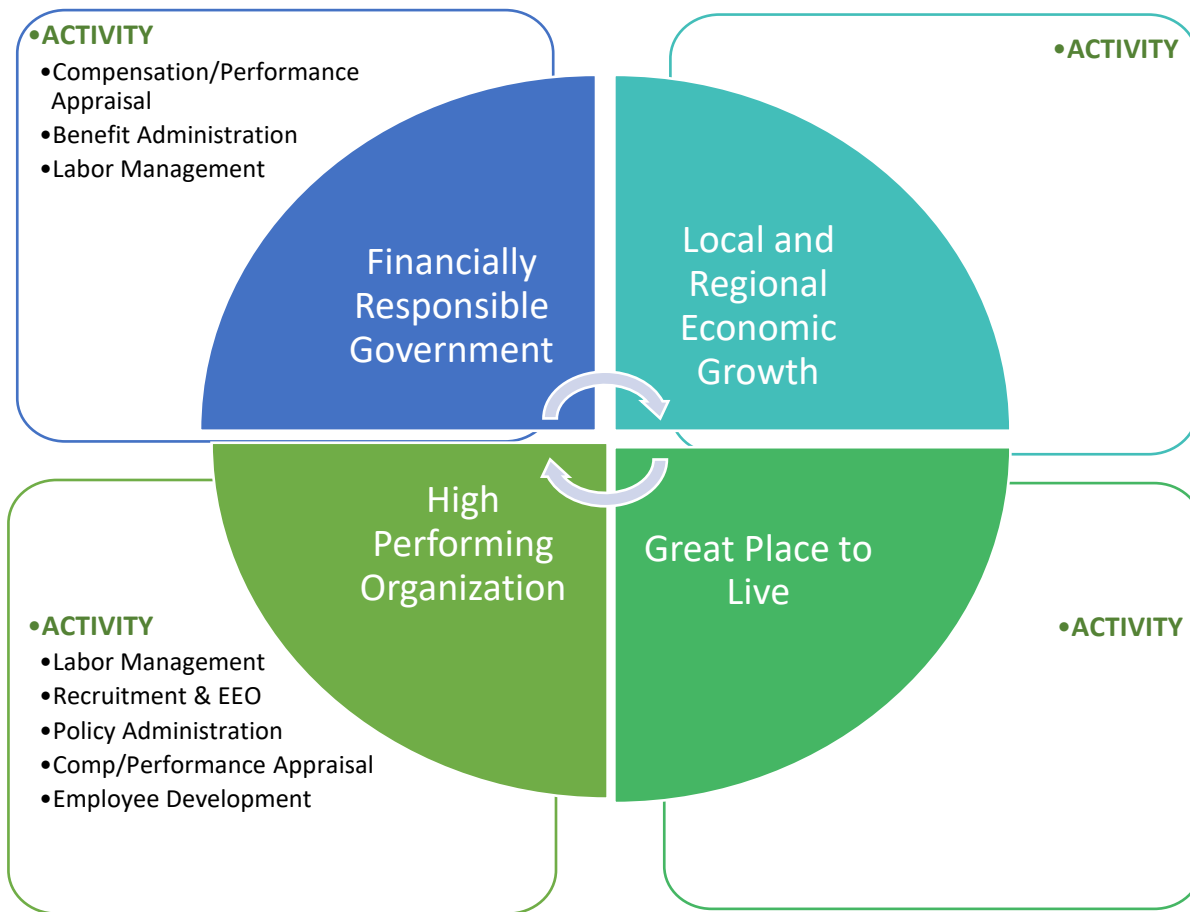 •ACTIVITY
•Compensation/Performance
Appraisal
•Benefit Administration
•Labor Management
•ACTIVITY
Financially
Responsible
Government
Local and
Regional
Economic
Growth
High
Performing
Organization
Great Place to
Live
•ACTIVITY
•Labor Management
•Recruitment & EEO
•Policy Administration
•Comp/Performance Appraisal
•Employee Development
•ACTIVITY